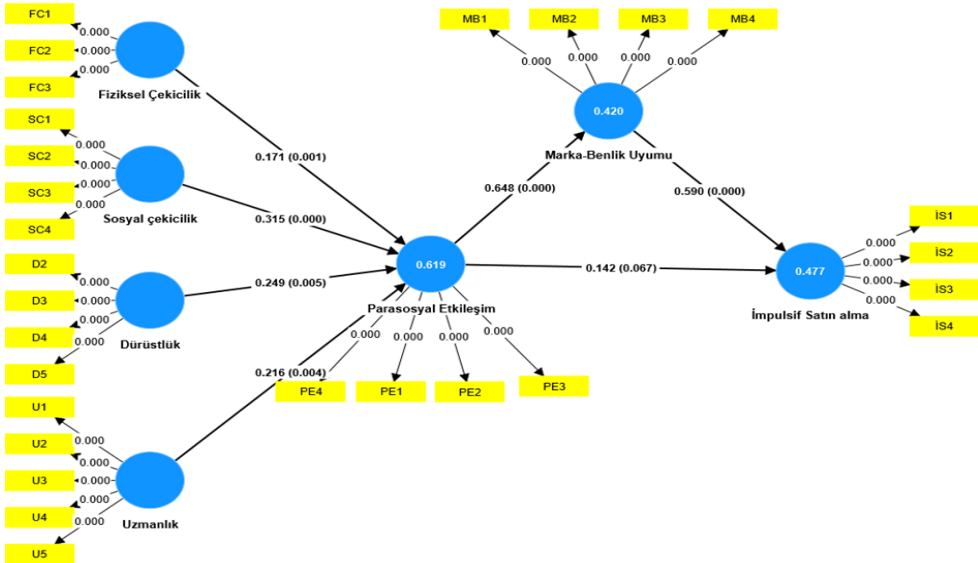 FC1
0.000
FC2
0.000
0.000
FC3
Fiziksel Çekicilik
SC1
0.000
SC2
0.000
SC3
0.000
0.000
SC4
Sosyal çekicilik
D2
0.000
D3
0.000
0.000
D4
0.000
D5
Dürüstlük
U1
0.000
U2
0.000
U3
0.000
0.000
U4
0.000
U5
Uzmanlık
0.171 (0.001)
0.315 (0.000)
0.249 (0.005)
0.216 (0.004)
0.619
Parasosyal Etkileşim
0.000
0.000
0.000
0.000
PE4
PE1
PE2
PE3
MB1
MB2
MB3
MB4
0.000
0.000
0.000
0.000
0.420
Marka-Benlik Uyumu
0.648 (0.000)
0.590 (0.000)
0.142 (0.067)
0.477
İmpulsif Satın alma
0.000
0.000
0.000
0.000
İS1
İS2
İS3
İS4